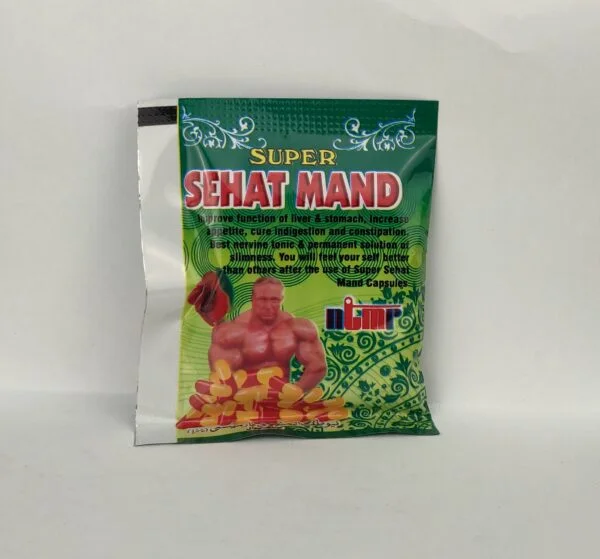 SUPER
SEHAT MAND
Improve function of liver & stomach, increase
appetite, cure indigestion and constipation.
Best nervine tonic & permanent solution of
slimness. You will feel your self better
than others after the use of Super Sehat
Mand Capsules
ntmr